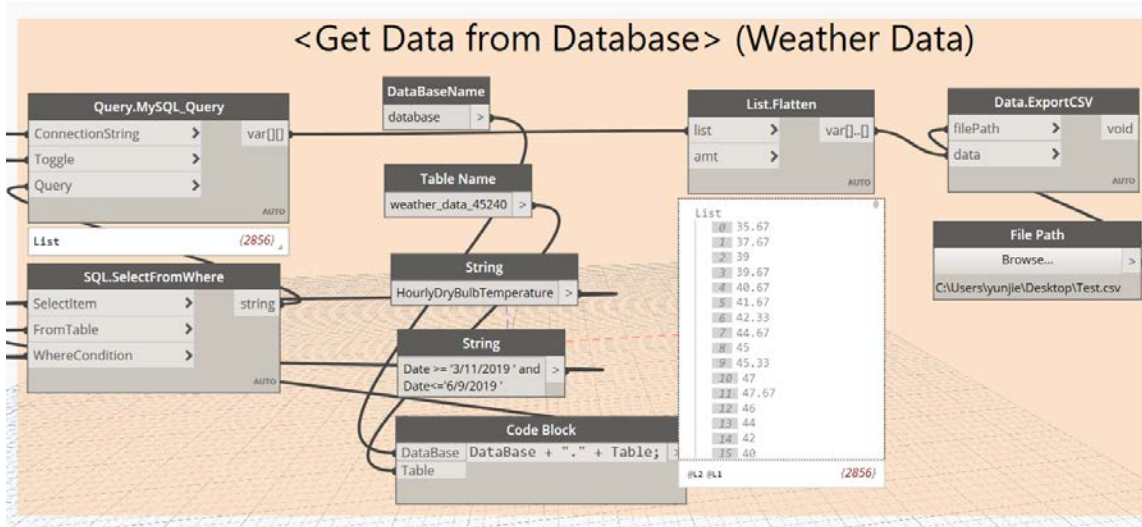 <Get Data from Database> (Weather Data)
Query.MySQL_Query
ConnectionString > var[][]
Toggle >
Query >
AUTO
List {2856}
SQL.SelectFromWhere
SelectItem > string
FromTable >
WhereCondition >
AUTO
DataBaseName
database >
Table Name
weather_data_45240 >
String
HourlyDryBulbTemperature >
String
Date >= '3/11/2019 ' and >
Date<='6/9/2019 '
Code Block
DataBase DataBase + "." + Table; >
Table
List.Flatten
list > var[]..[]
amt >
AUTO
0
List
0 35.67
1 37.67
2 39
3 39.67
4 40.67
5 41.67
6 42.33
7 44.67
8 45
9 45.33
10 47
11 47.67
12 46
13 44
14 42
15 40
@L2 @L1 {2856}
Data.ExportCSV
filePath > void
data >
AUTO
File Path
Browse... >
C:\Users\yunjie\Desktop\Test.csv